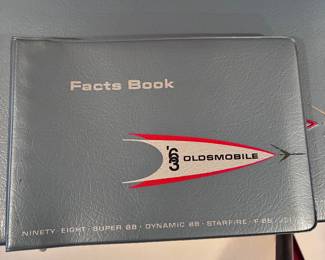 Facts Book
'63 OLDSMOBILE
NINETY EIGHT · SUPER 88 · DYNAMIC 88 · STARFIRE · F-85